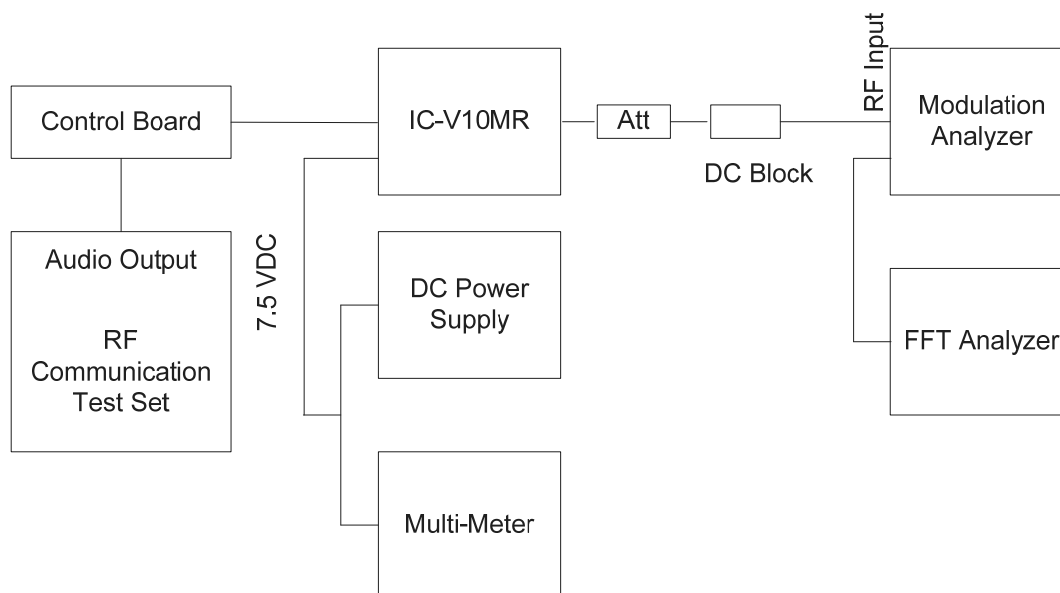 Control Board
Audio Output
RF
Communication
Test Set
7.5 VDC
IC-V10MR
DC Power
Supply
Multi-Meter
Att
DC Block
RF Input
Modulation
Analyzer
FFT Analyzer